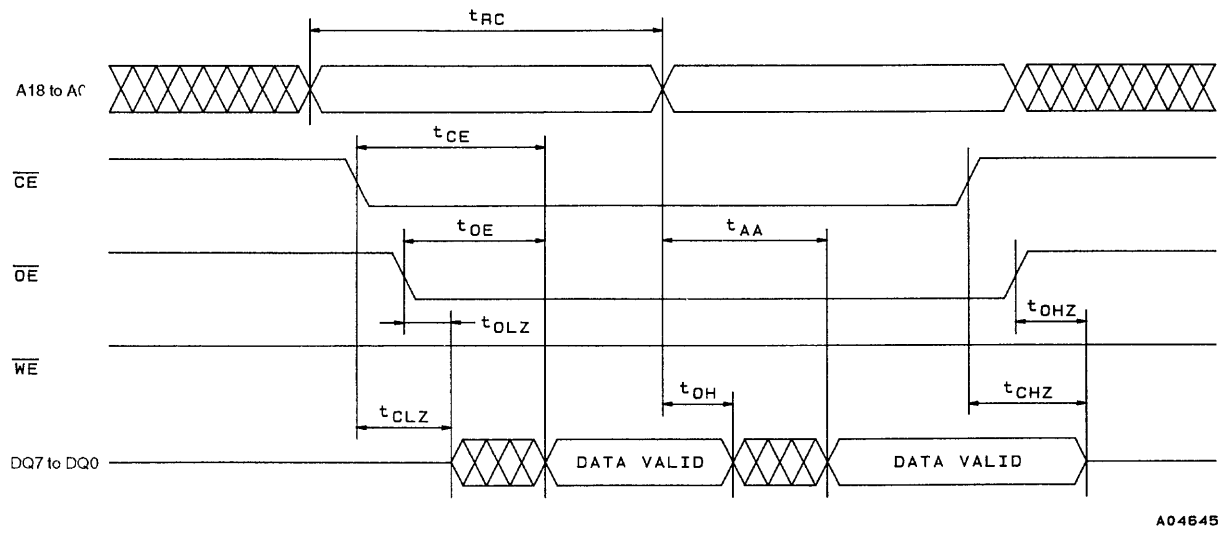 tRC
A18 to A0
tCE
CE
tOE
tAA
OE
tOLZ
tOHZ
WE
tOH
tCHZ
tCLZ
DQ7 to DQ0
DATA VALID
DATA VALID
A04645